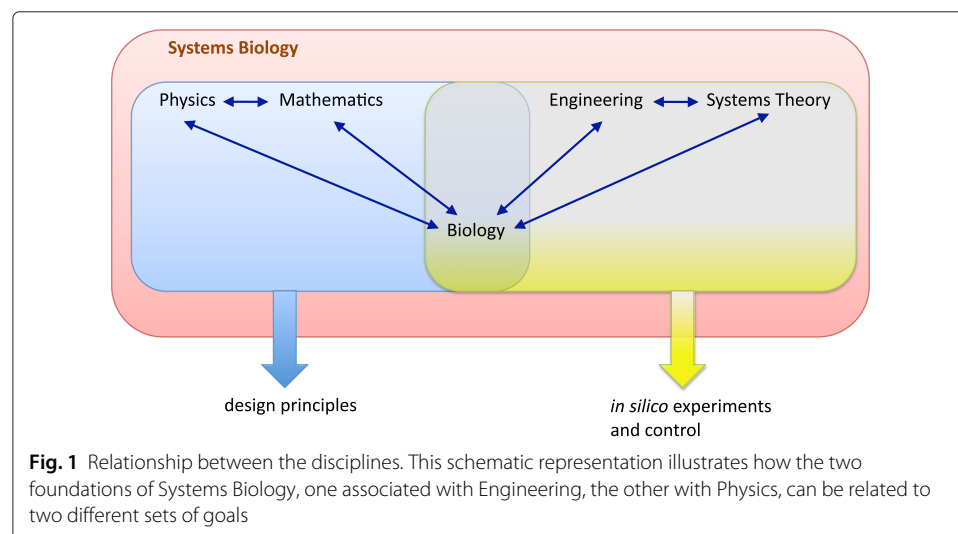 Systems Biology
Physics Mathematics Engineering Systems Theory
Biology
design principles
in silico experiments
and control
Fig. 1 Relationship between the disciplines. This schematic representation illustrates how the two
foundations of Systems Biology, one associated with Engineering, the other with Physics, can be related to
two different sets of goals